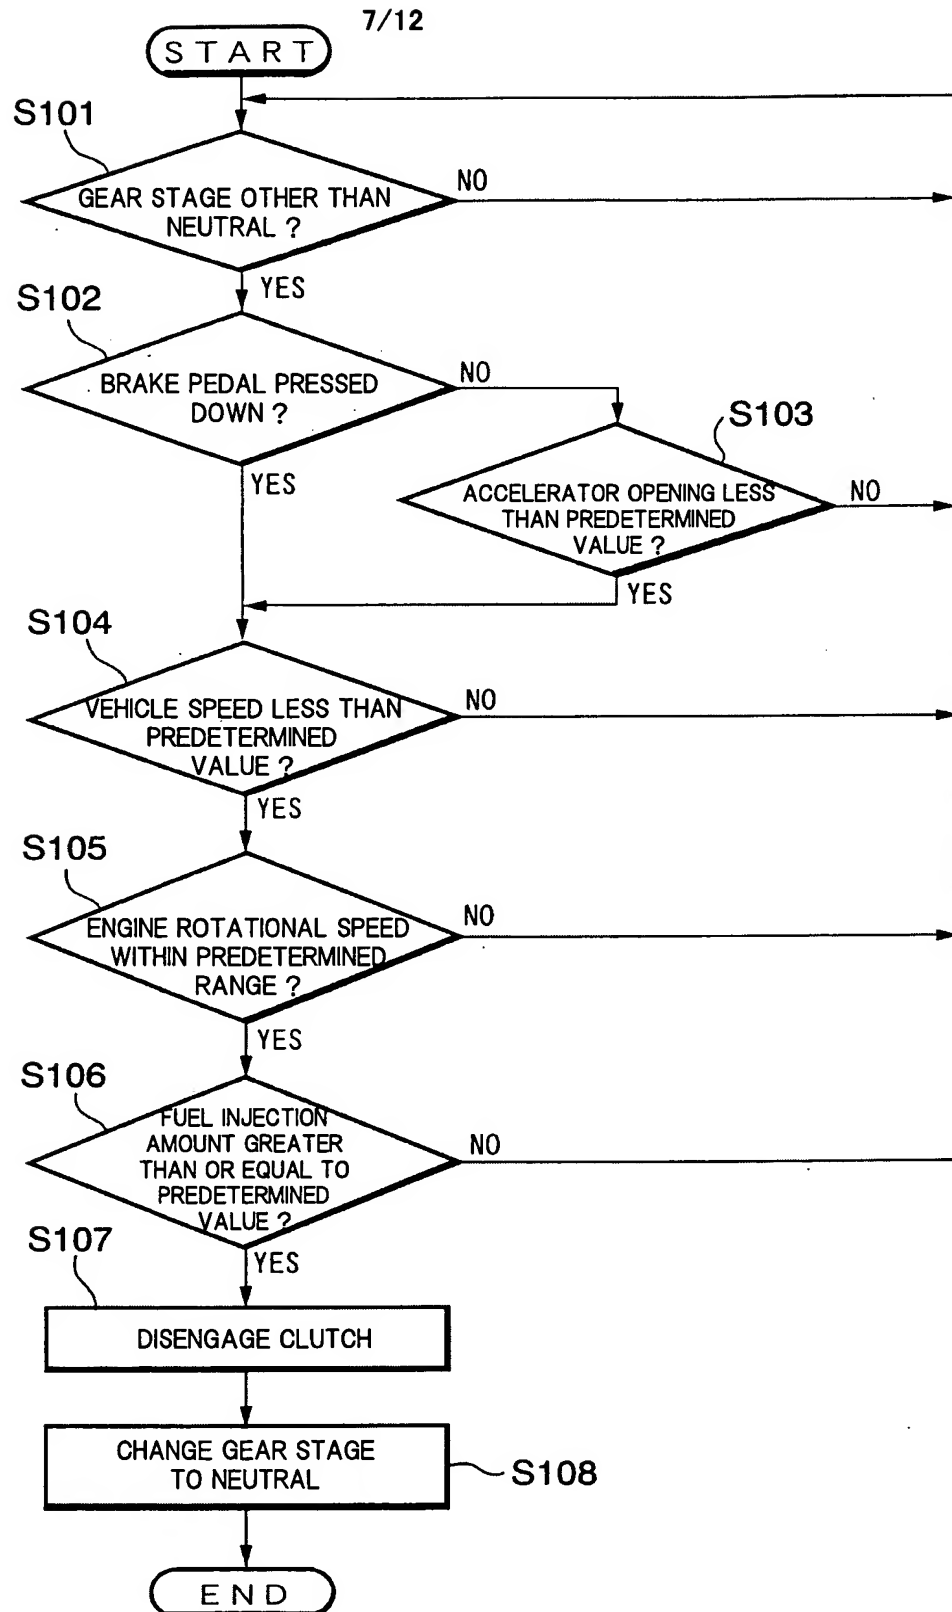 7/12
START
S101
GEAR STAGE OTHER THAN
NEUTRAL ?
NO
YES
S102
BRAKE PEDAL PRESSED
DOWN ?
NO
YES
S103
ACCELERATOR OPENING LESS
THAN PREDETERMINED
VALUE ?
NO
YES
S104
VEHICLE SPEED LESS THAN
PREDETERMINED
VALUE ?
NO
YES
S105
ENGINE ROTATIONAL SPEED
WITHIN PREDETERMINED
RANGE ?
NO
YES
S106
FUEL INJECTION
AMOUNT GREATER
THAN OR EQUAL TO
PREDETERMINED
VALUE ?
NO
YES
S107
DISENGAGE CLUTCH
CHANGE GEAR STAGE
TO NEUTRAL
S108
END